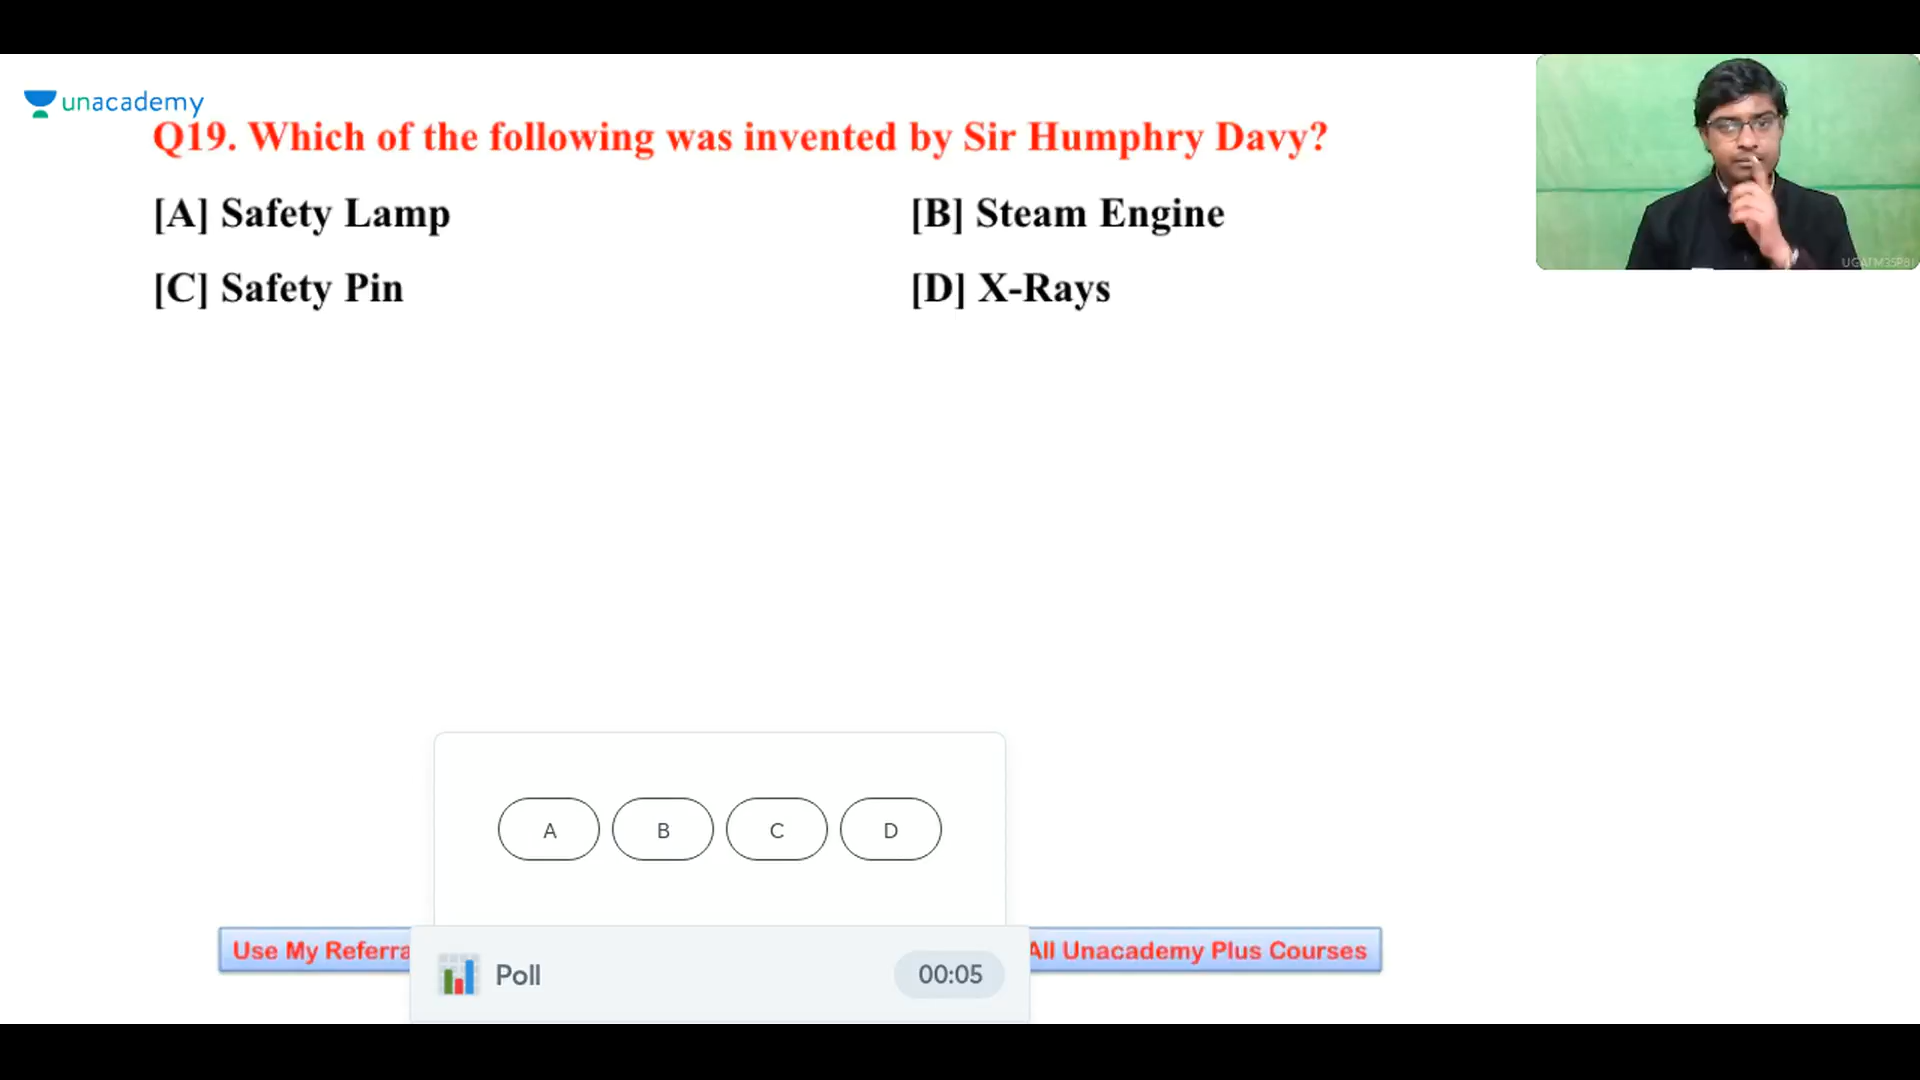 unacademy
Q19. Which of the following was invented by Sir Humphry Davy?
[A] Safety Lamp
[B] Steam Engine
[C] Safety Pin
[D] X-Rays
A
B
C
D
Use My Referra
All Unacademy Plus Courses
Poll
00:05